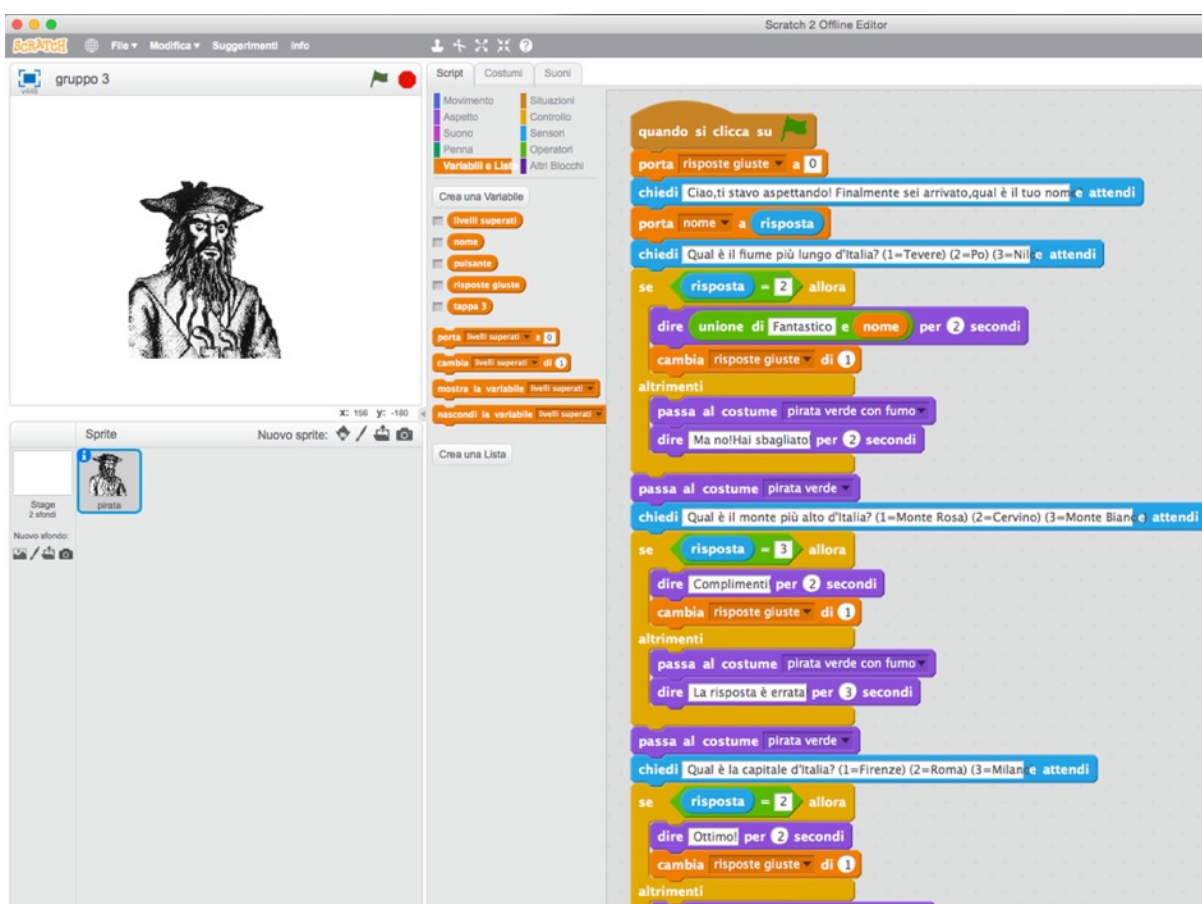 Scratch 2 Offline Editor
SCRATCH File Modifica Suggerimenti Info
gruppo 3
v448
x: 156 y: -180
Sprite Nuovo sprite:
Stage
2 sfondi
pirata
Nuovo sfondo:
Script Costumi Suoni
Movimento Situazioni
Aspetto Controllo
Suono Sensori
Penna Operatori
Variabili e Liste Altri Blocchi
Crea una Variabile
livelli superati
nome
pulsante
risposte giuste
tappa 3
porta livelli superati a 0
cambia livelli superati di 1
mostra la variabile livelli superati
nascondi la variabile livelli superati
Crea una Lista
quando si clicca su
porta risposte giuste a 0
chiedi Ciao,ti stavo aspettando! Finalmente sei arrivato,qual è il tuo nom e attendi
porta nome a risposta
chiedi Qual è il fiume più lungo d'Italia? (1=Tevere) (2=Po) (3=Nil e attendi
se risposta = 2 allora
dire unione di Fantastico e nome per 2 secondi
cambia risposte giuste di 1
altrimenti
passa al costume pirata verde con fumo
dire Ma no!Hai sbagliato! per 2 secondi
passa al costume pirata verde
chiedi Qual è il monte più alto d'Italia? (1=Monte Rosa) (2=Cervino) (3=Monte Bianc e attendi
se risposta = 3 allora
dire Complimenti! per 2 secondi
cambia risposte giuste di 1
altrimenti
passa al costume pirata verde con fumo
dire La risposta è errata per 3 secondi
passa al costume pirata verde
chiedi Qual è la capitale d'Italia? (1=Firenze) (2=Roma) (3=Milan e attendi
se risposta = 2 allora
dire Ottimo! per 2 secondi
cambia risposte giuste di 1
altrimenti